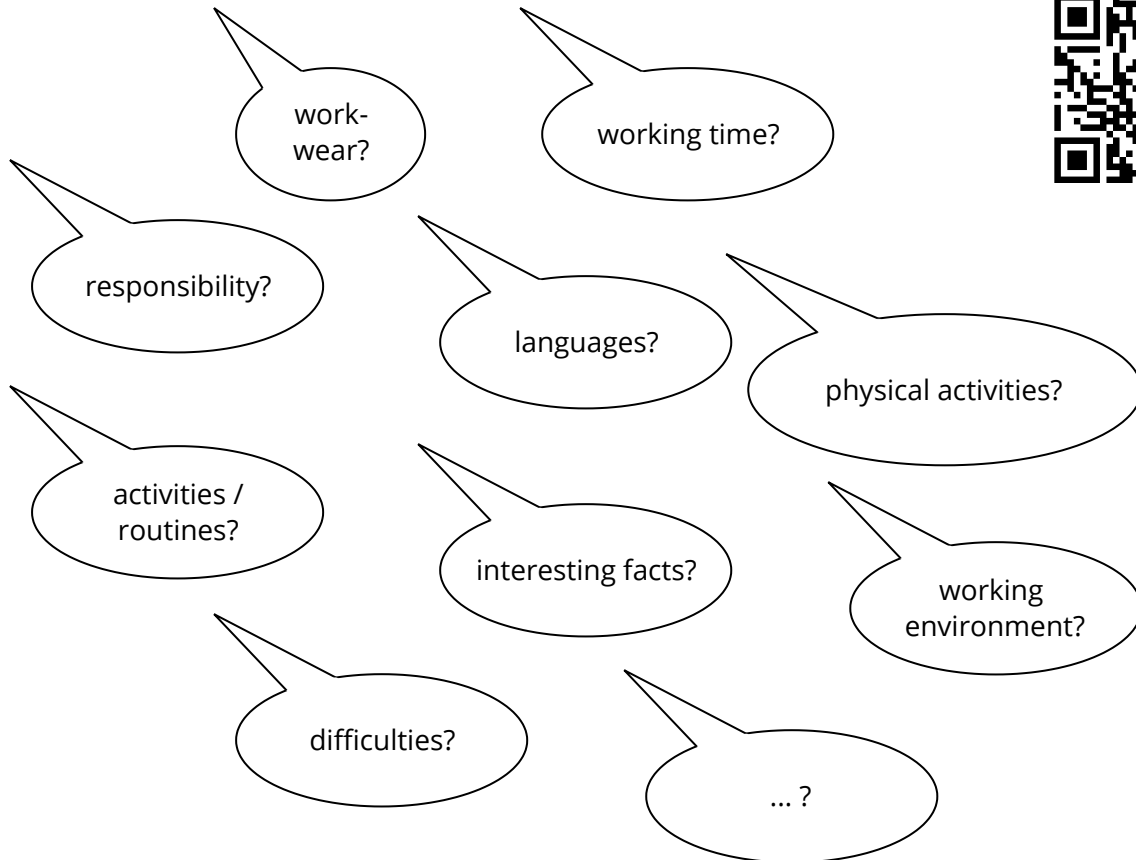 work-
wear?
working time?
responsibility?
languages?
physical activities?
activities /
routines?
interesting facts?
working
environment?
difficulties?
... ?